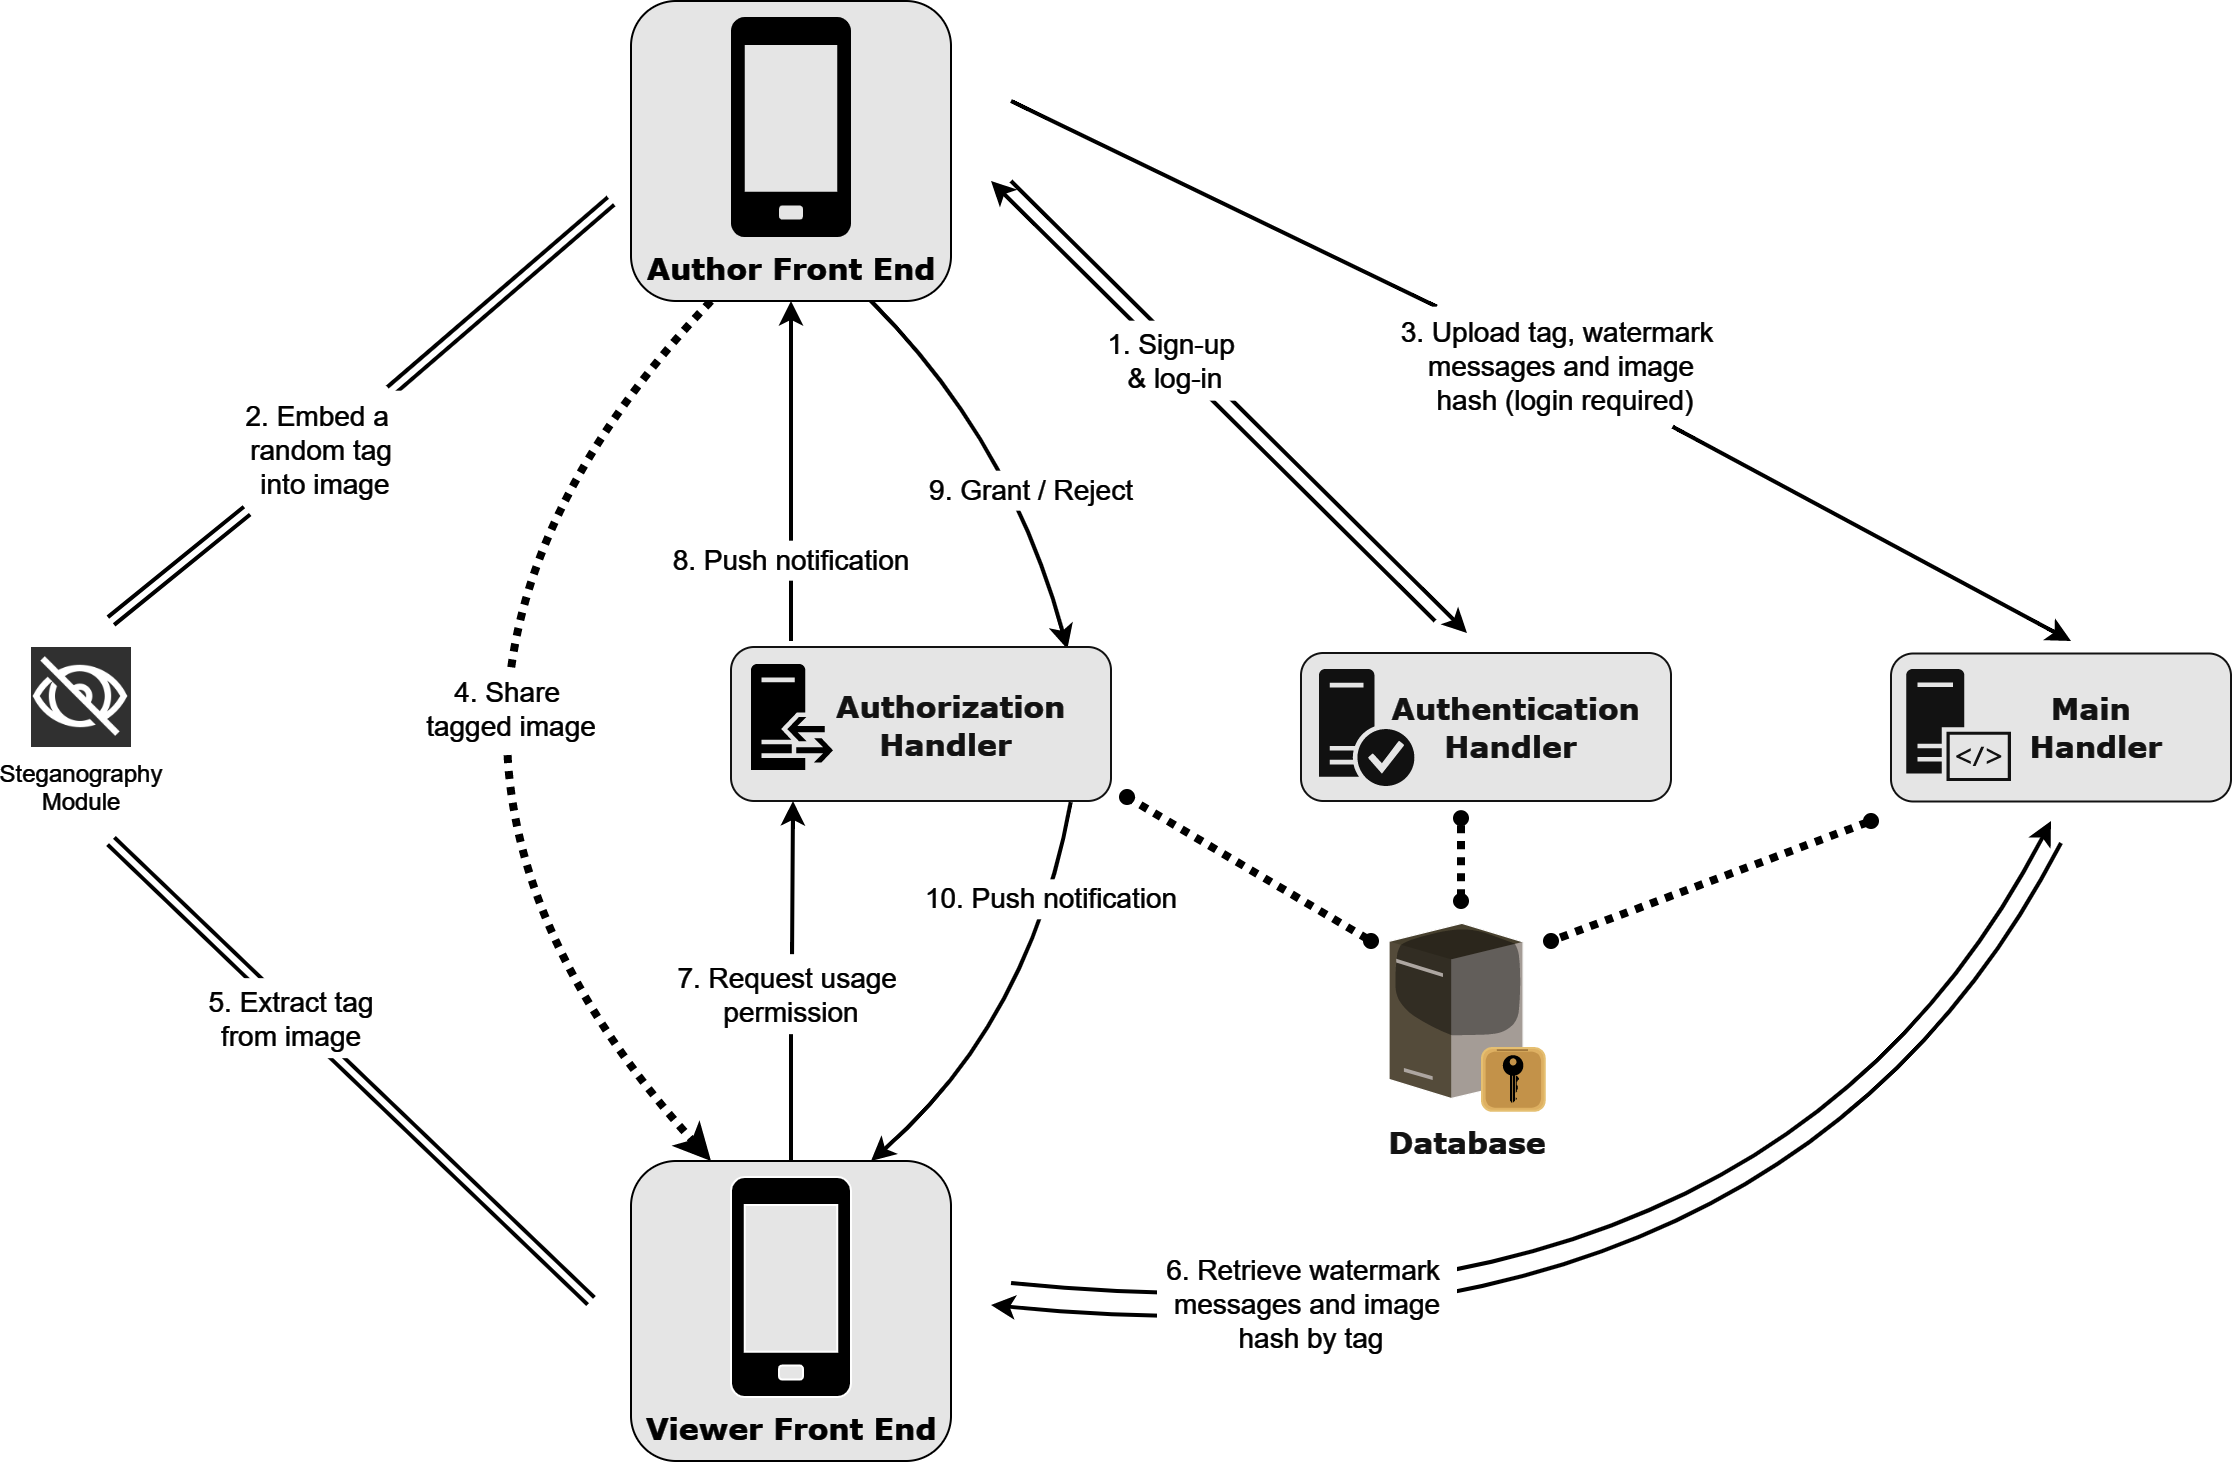 Author Front End
1. Sign-up
& log-in
3. Upload tag, watermark
messages and image
hash (login required)
2. Embed a
random tag
into image
9. Grant / Reject
8. Push notification
4. Share
tagged image
Steganography
Module
Authorization
Handler
Authentication
Handler
Main
Handler
</>
10. Push notification
7. Request usage
permission
5. Extract tag
from image
Database
6. Retrieve watermark
messages and image
hash by tag
Viewer Front End